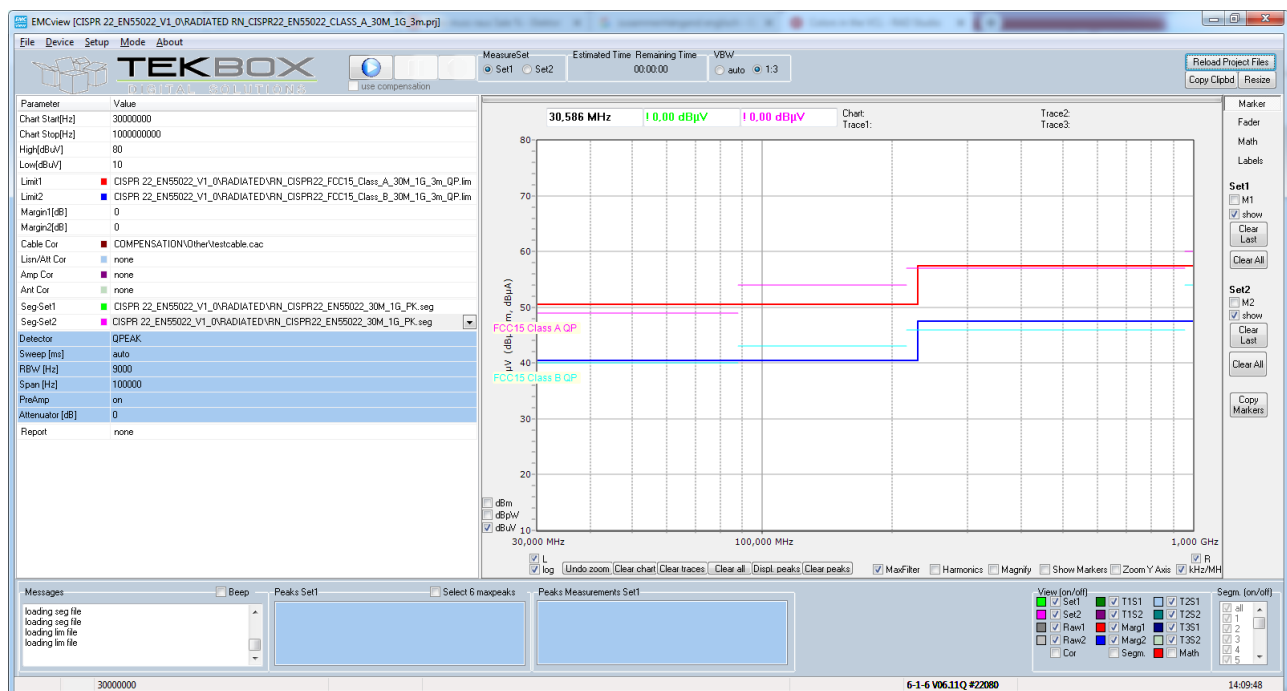 EMCview [CISPR 22_EN55022_V1_0\RADIATED RN_CISPR22_EN55022_CLASS_A_30M_1G_3m.prj]
File Device Setup Mode About
TEKBOX
DIGITAL SOLUTIONS
use compensation
MeasureSet
Set1 Set2
Estimated Time Remaining Time
00:00:00
VBW
auto 1:3
Reload Project Files
Copy Clipbd Resize
Parameter Value
Chart Start[Hz] 30000000
Chart Stop[Hz] 1000000000
High[dBuV] 80
Low[dBuV] 10
Limit1 CISPR 22_EN55022_V1_0\RADIATED\RN_CISPR22_FCC15_Class_A_30M_1G_3m_QP.lim
Limit2 CISPR 22_EN55022_V1_0\RADIATED\RN_CISPR22_FCC15_Class_B_30M_1G_3m_QP.lim
Margin1[dB] 0
Margin2[dB] 0
Cable Cor COMPENSATION\Other\testcable.cac
Lisn/Att Cor none
Amp Cor none
Ant Cor none
Seg-Set1 CISPR 22_EN55022_V1_0\RADIATED\RN_CISPR22_EN55022_30M_1G_PK.seg
Seg-Set2 CISPR 22_EN55022_V1_0\RADIATED\RN_CISPR22_EN55022_30M_1G_PK.seg
Detector QPEAK
Sweep [ms] auto
RBW [Hz] 9000
Span [Hz] 100000
PreAmp on
Attenuator [dB] 0
Report none
30,586 MHz ! 0,00 dBµV ! 0,00 dBµV
Chart: Trace2:
Trace1: Trace3:
80
70
60
50
FCC15 Class A QP
40
FCC15 Class B QP
30
20
10
µV (dBµ m, dBµA)
dBm
dBpW
dBuV
30,000 MHz 100,000 MHz 1,000 GHz
L R
log Undo zoom Clear chart Clear traces Clear all Displ. peaks Clear peaks MaxFilter Harmonics Magnify Show Markers Zoom Y Axis kHz/MH
Marker
Fader
Math
Labels
Set1
M1
show
Clear Last
Clear All
Set2
M2
show
Clear Last
Clear All
Copy Markers
Messages Beep
loading seg file
loading seg file
loading lim file
loading lim file
Peaks Set1 Select 6 maxpeaks
Peaks Measurements Set1
View (on/off)
Set1 T1S1 T2S1
Set2 T1S2 T2S2
Raw1 Marg1 T3S1
Raw2 Marg2 T3S2
Cor Segm. Math
Segm. (on/off)
all
1
2
3
4
5
30000000 6-1-6 V06.11Q #22080 14:09:48